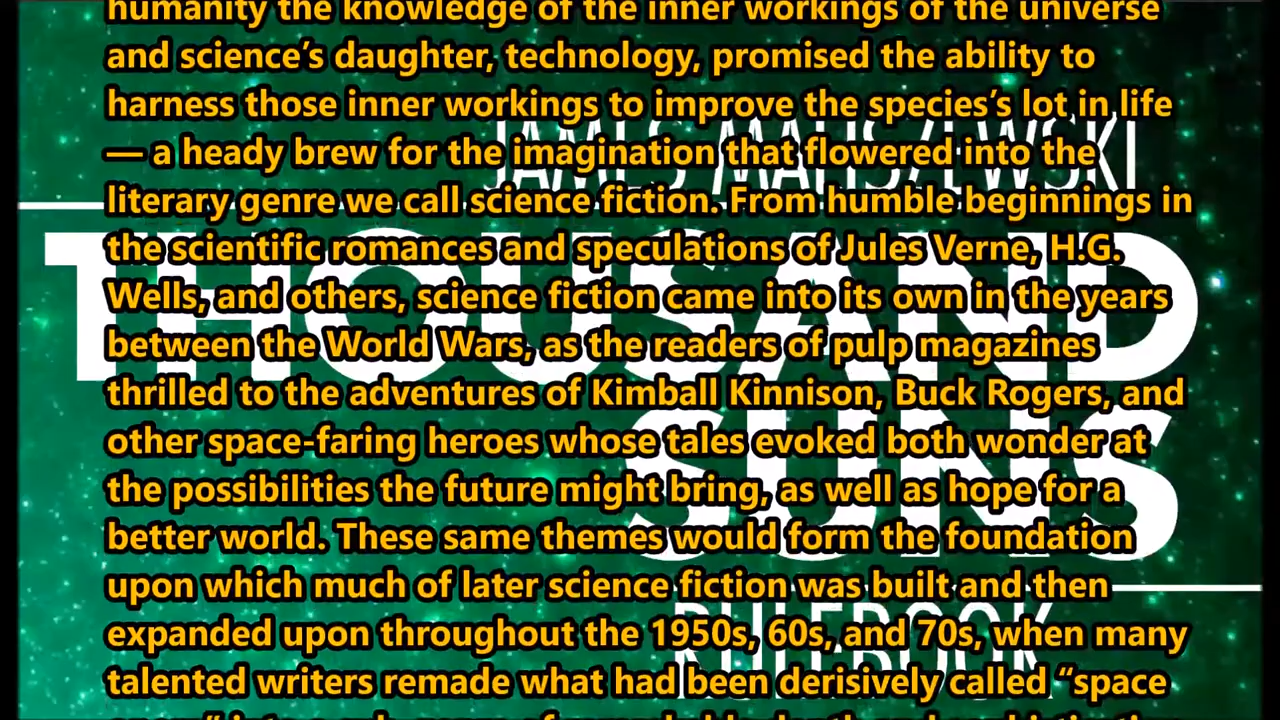 humanity the knowledge of the inner workings of the universe
and science’s daughter, technology, promised the ability to
harness those inner workings to improve the species’s lot in life
— a heady brew for the imagination that flowered into the
literary genre we call science fiction. From humble beginnings in
the scientific romances and speculations of Jules Verne, H.G.
Wells, and others, science fiction came into its own in the years
between the World Wars, as the readers of pulp magazines
thrilled to the adventures of Kimball Kinnison, Buck Rogers, and
other space-faring heroes whose tales evoked both wonder at
the possibilities the future might bring, as well as hope for a
better world. These same themes would form the foundation
upon which much of later science fiction was built and then
expanded upon throughout the 1950s, 60s, and 70s, when many
talented writers remade what had been derisively called “space
JAMES MALISZEWSKI
THOUSAND
SUNS
RULEBOOK